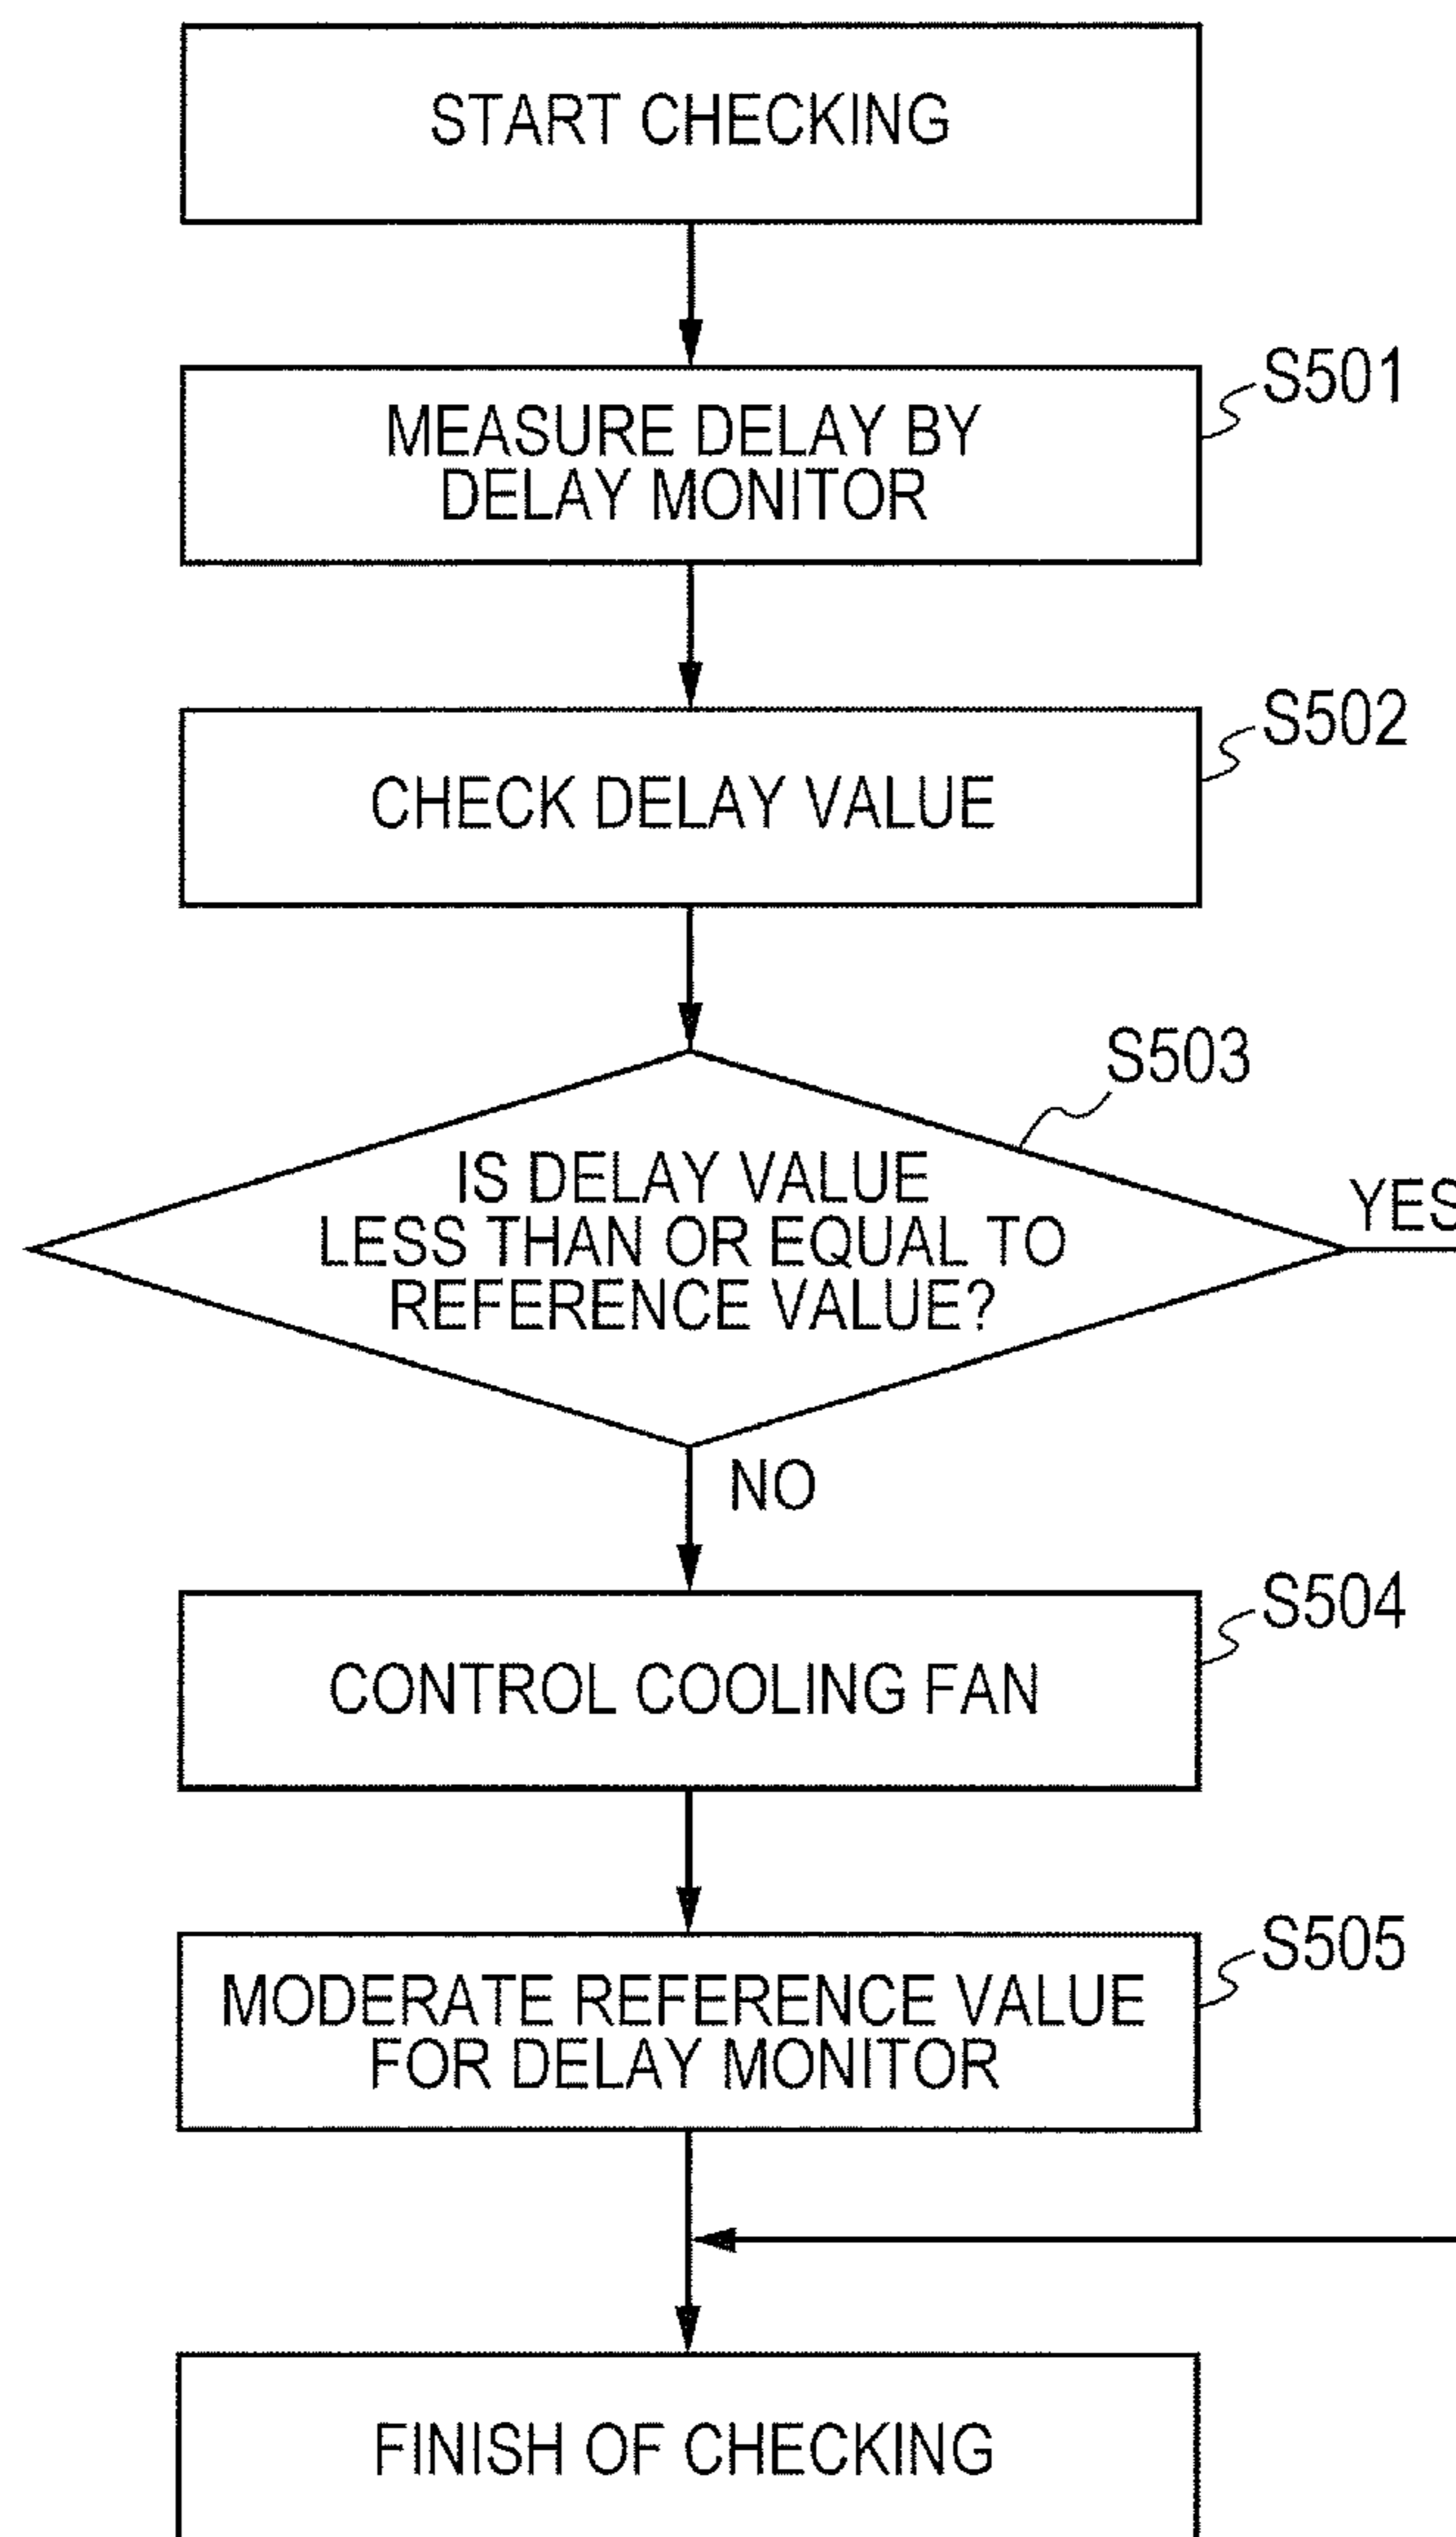 START CHECKING
S501
MEASURE DELAY BY
DELAY MONITOR
S502
CHECK DELAY VALUE
S503
IS DELAY VALUE
LESS THAN OR EQUAL TO
REFERENCE VALUE?
YES
NO
S504
CONTROL COOLING FAN
S505
MODERATE REFERENCE VALUE
FOR DELAY MONITOR
FINISH OF CHECKING